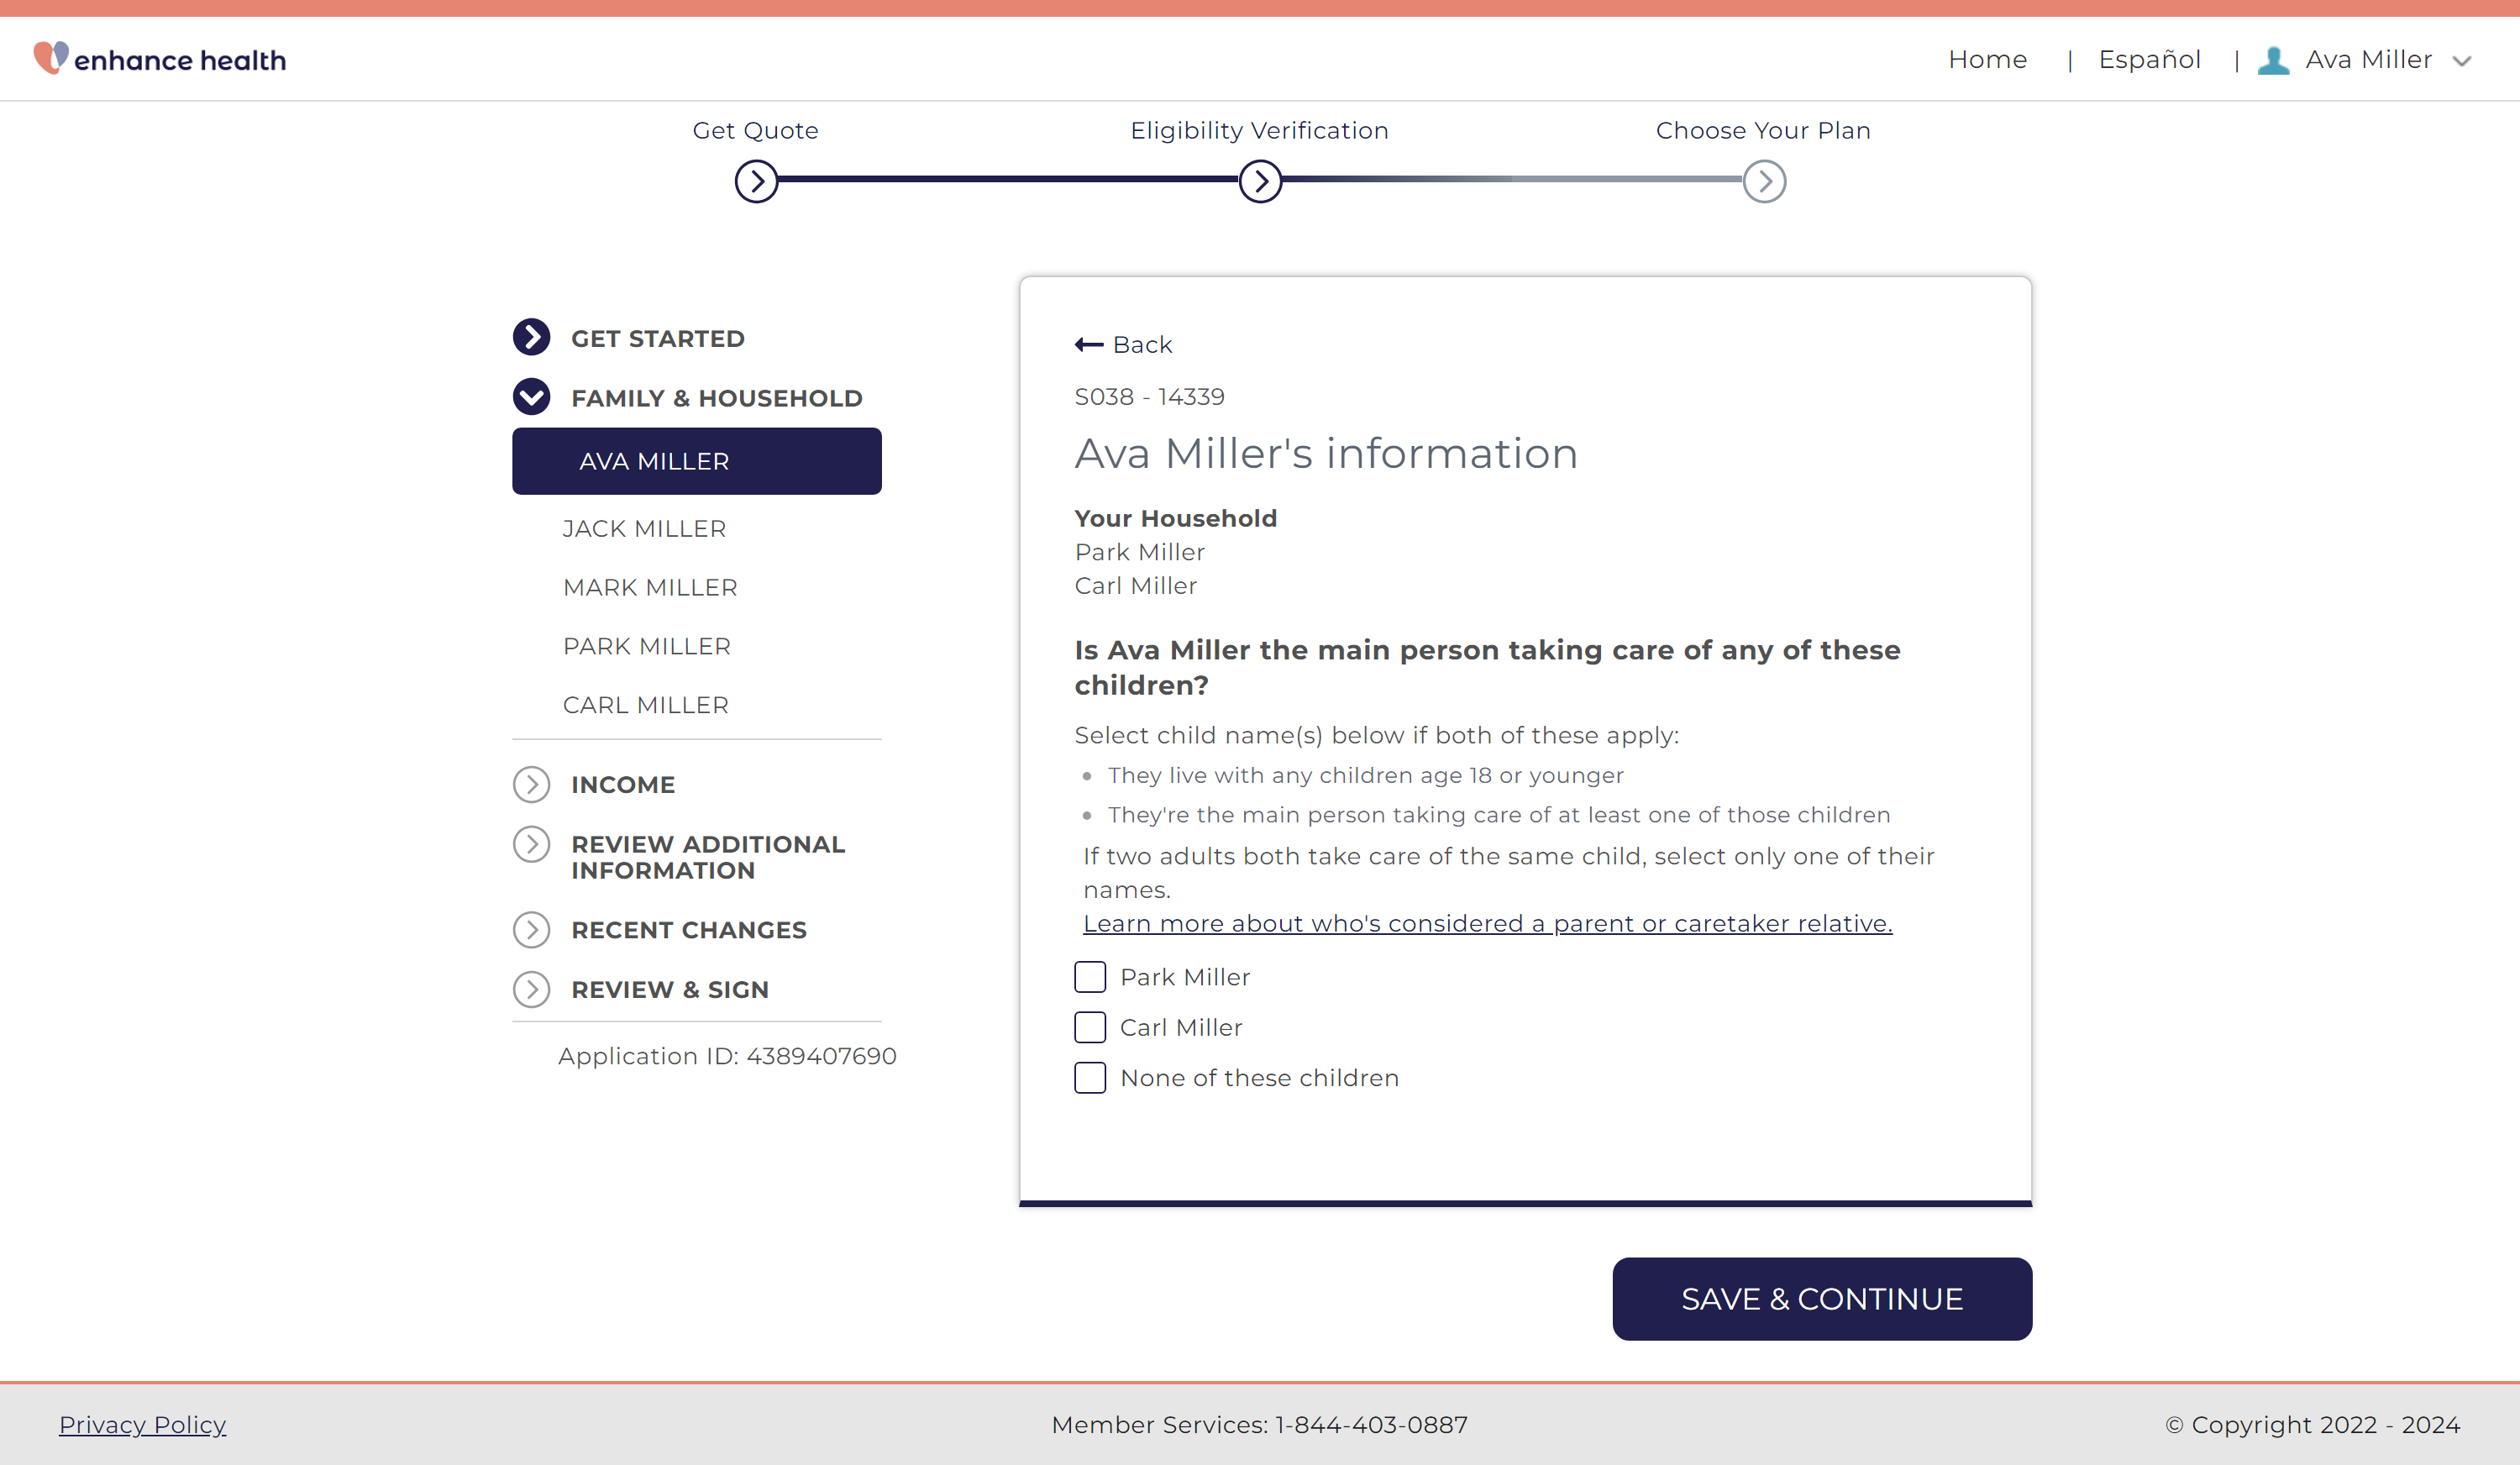 enhance health
Home | Español | Ava Miller
Get Quote
Eligibility Verification
Choose Your Plan
GET STARTED
FAMILY & HOUSEHOLD
AVA MILLER
JACK MILLER
MARK MILLER
PARK MILLER
CARL MILLER
INCOME
REVIEW ADDITIONAL
INFORMATION
RECENT CHANGES
REVIEW & SIGN
Application ID: 4389407690
Back
S038 - 14339
Ava Miller's information
Your Household
Park Miller
Carl Miller
Is Ava Miller the main person taking care of any of these
children?
Select child name(s) below if both of these apply:
• They live with any children age 18 or younger
• They're the main person taking care of at least one of those children
If two adults both take care of the same child, select only one of their
names.
Learn more about who's considered a parent or caretaker relative.
Park Miller
Carl Miller
None of these children
SAVE & CONTINUE
Privacy Policy
Member Services: 1-844-403-0887
© Copyright 2022 - 2024